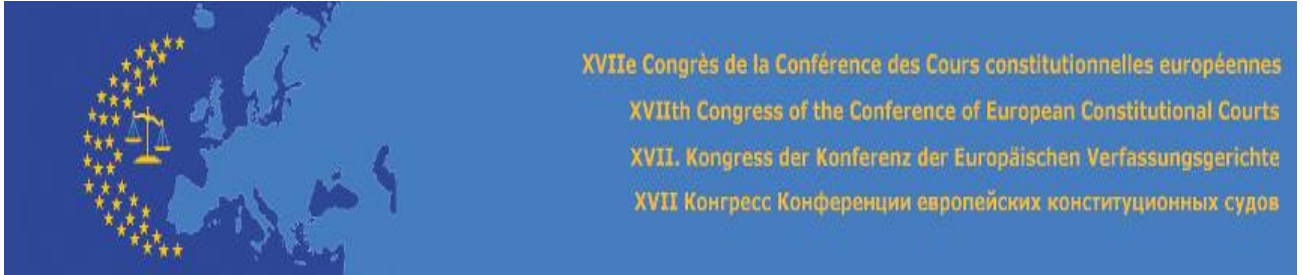 XVIIe Congrès de la Conférence des Cours constitutionnelles européennes
XVIIth Congress of the Conference of European Constitutional Courts
XVII. Kongress der Konferenz der Europäischen Verfassungsgerichte
XVII Конгресс Конференции европейских конституционных судов